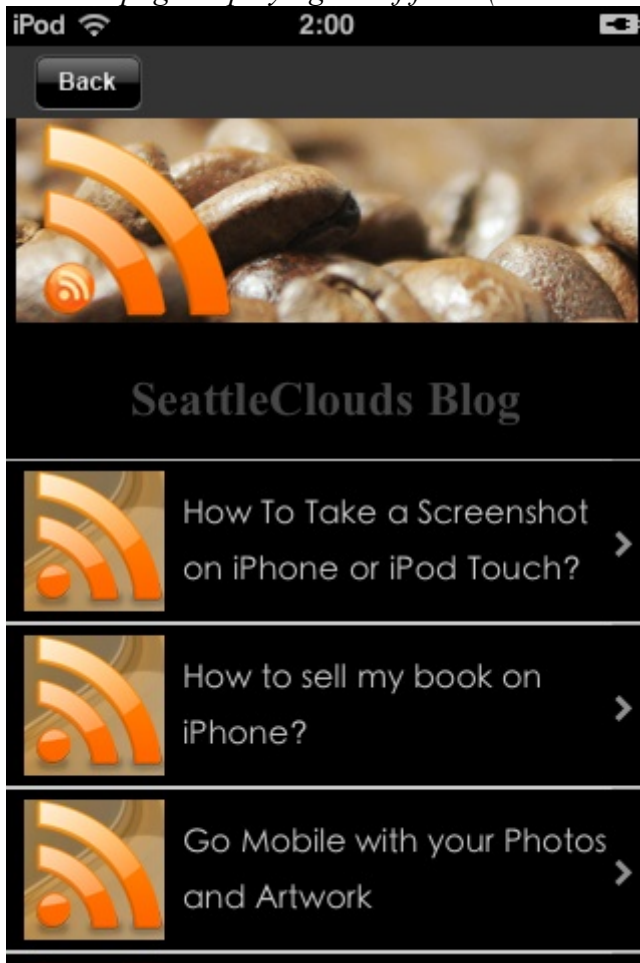 iPod 2:00
Back
SeattleClouds Blog
How To Take a Screenshot
on iPhone or iPod Touch?
How to sell my book on
iPhone?
Go Mobile with your Photos
and Artwork